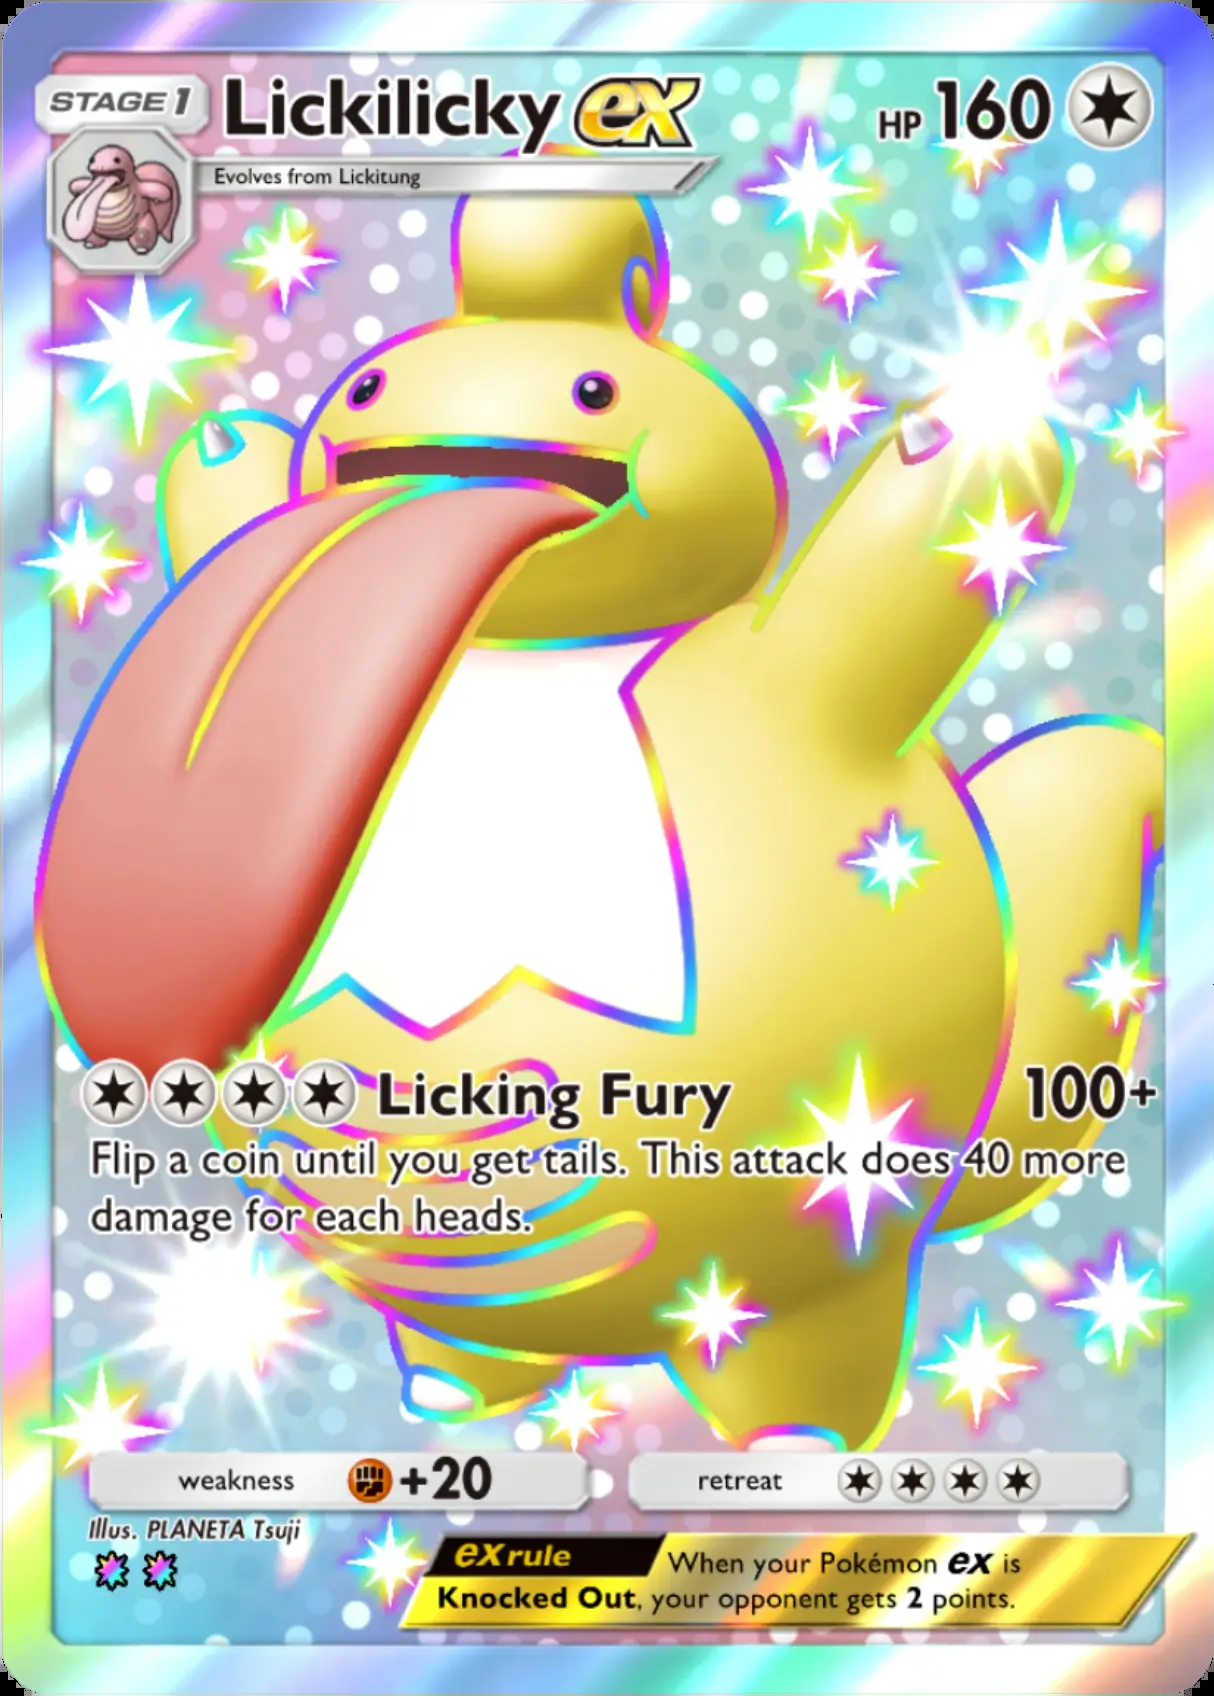 STAGE 1
Lickilicky ex
HP 160
Evolves from Lickitung
Licking Fury 100+
Flip a coin until you get tails. This attack does 40 more
damage for each heads.
weakness +20
retreat
Illus. PLANETA Tsuji
ex rule
When your Pokémon ex is
Knocked Out, your opponent gets 2 points.